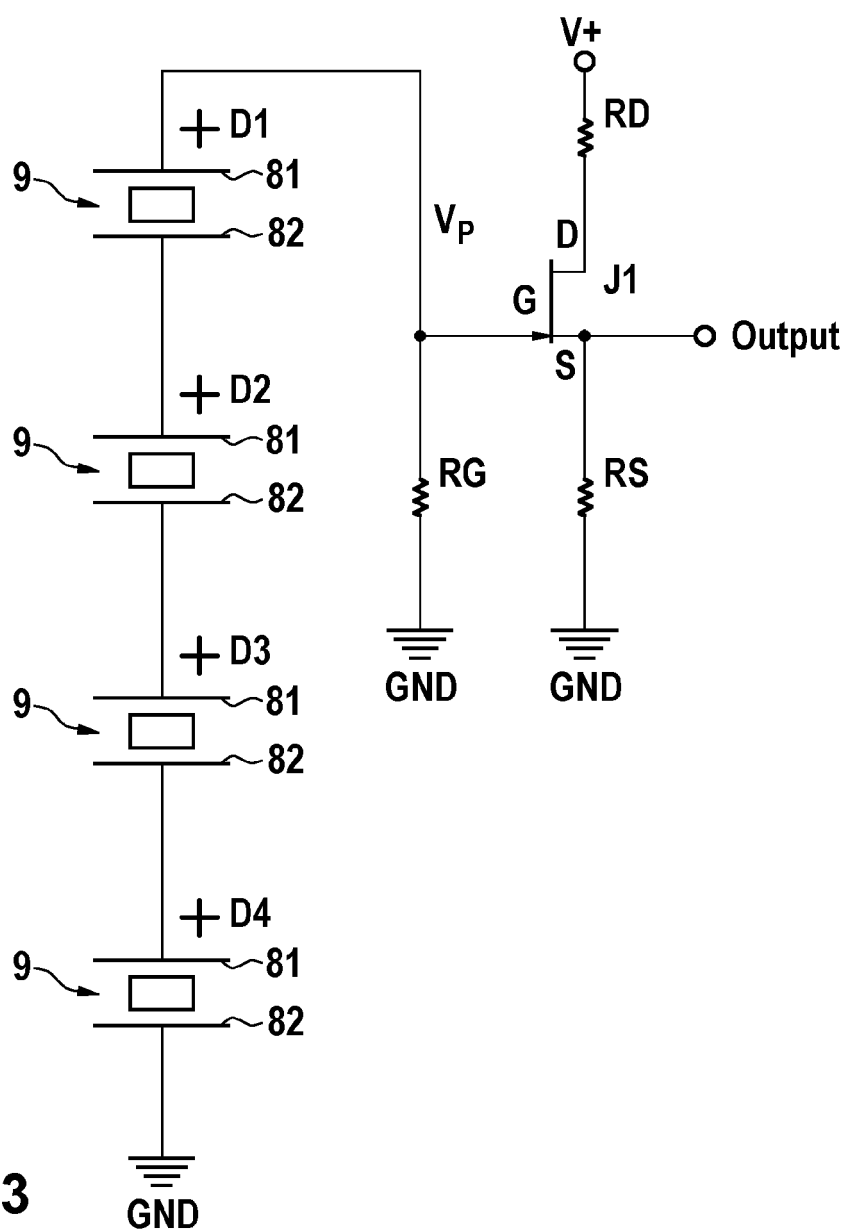 V+
RD
+ D1
9
81
82
VP
D
J1
G
Output
S
+ D2
9
81
82
RG
RS
GND
GND
+ D3
9
81
82
+ D4
9
81
82
GND
3